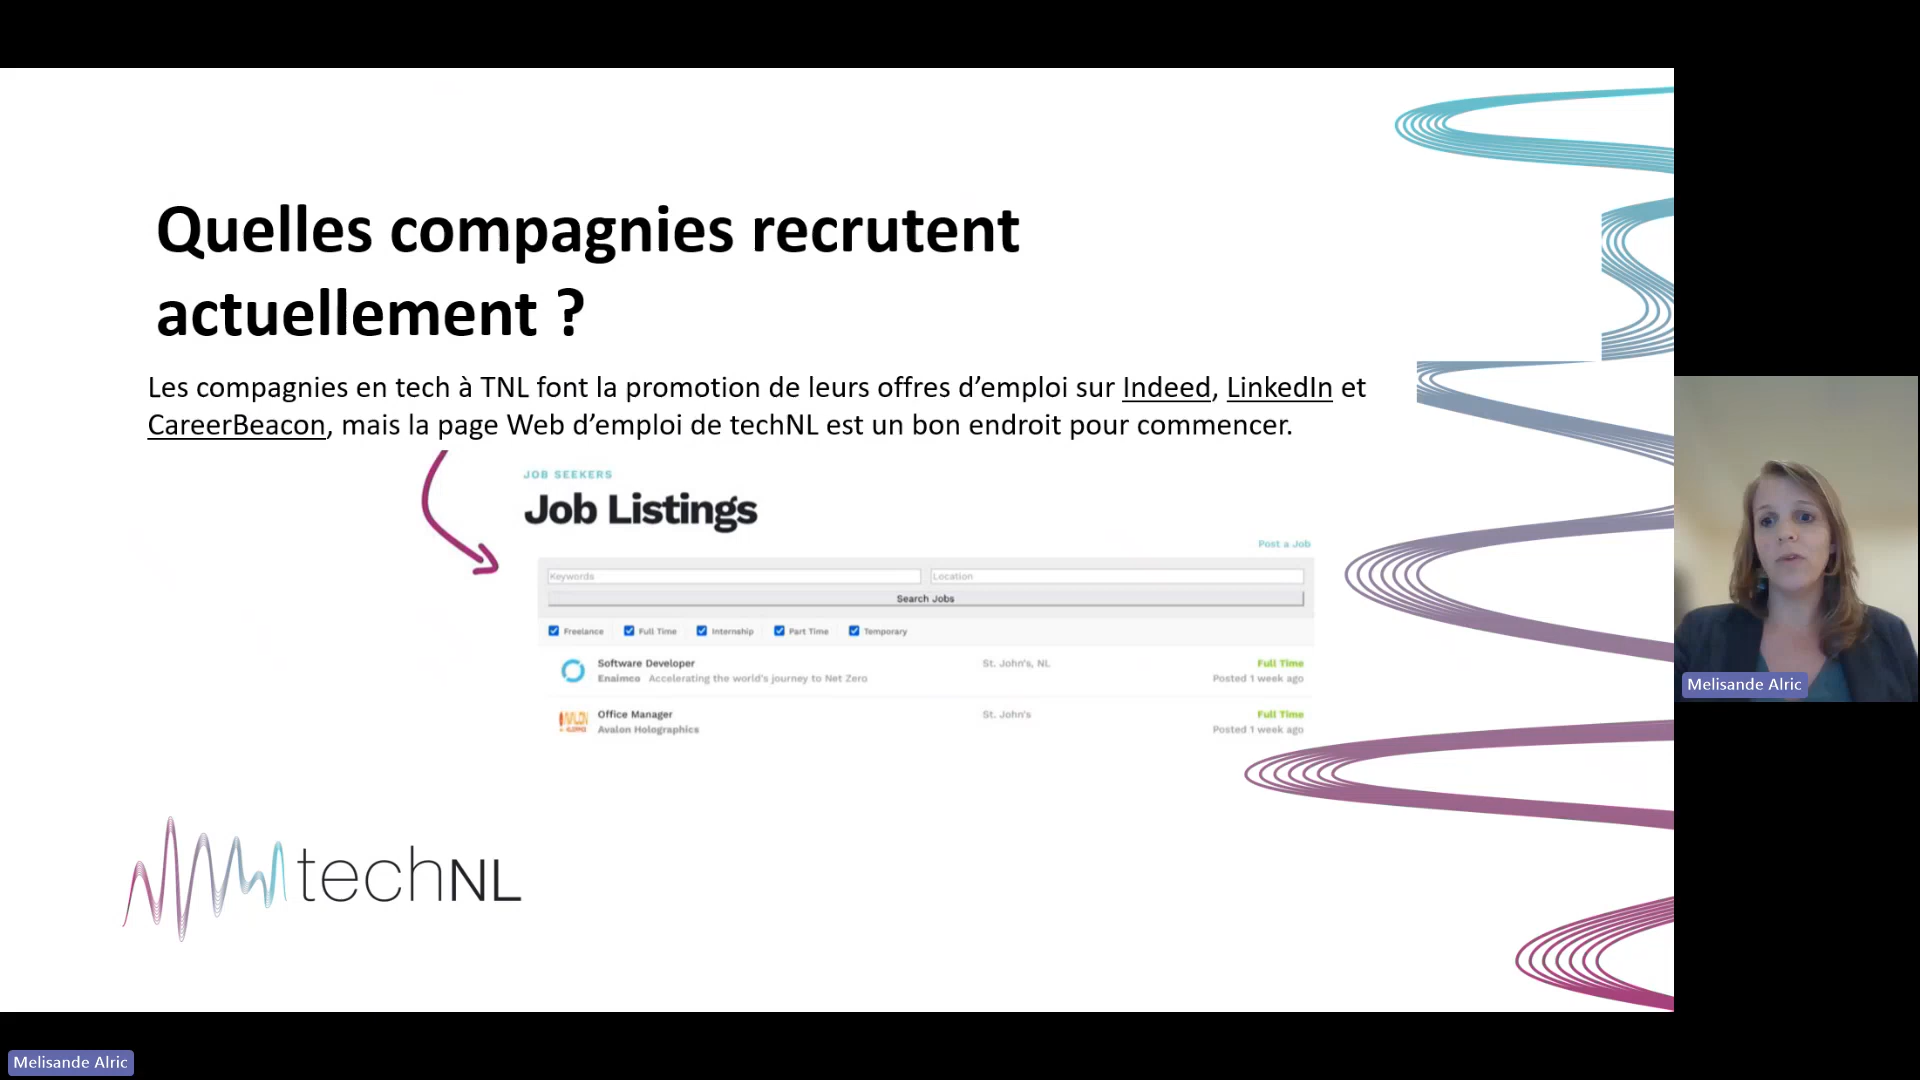 Quelles compagnies recrutent
actuellement ?
Les compagnies en tech à TNL font la promotion de leurs offres d’emploi sur Indeed, LinkedIn et
CareerBeacon, mais la page Web d’emploi de techNL est un bon endroit pour commencer.
JOB SEEKERS
Job Listings
Post a Job
Keywords Location
Search Jobs
Freelance Full Time Internship Part Time Temporary
Software Developer St. John's, NL Full Time
Enaimco Accelerating the world's journey to Net Zero Posted 1 week ago
Office Manager St. John's Full Time
Avalon Holographics Posted 1 week ago
techNL
Melisande Alric
Melisande Alric